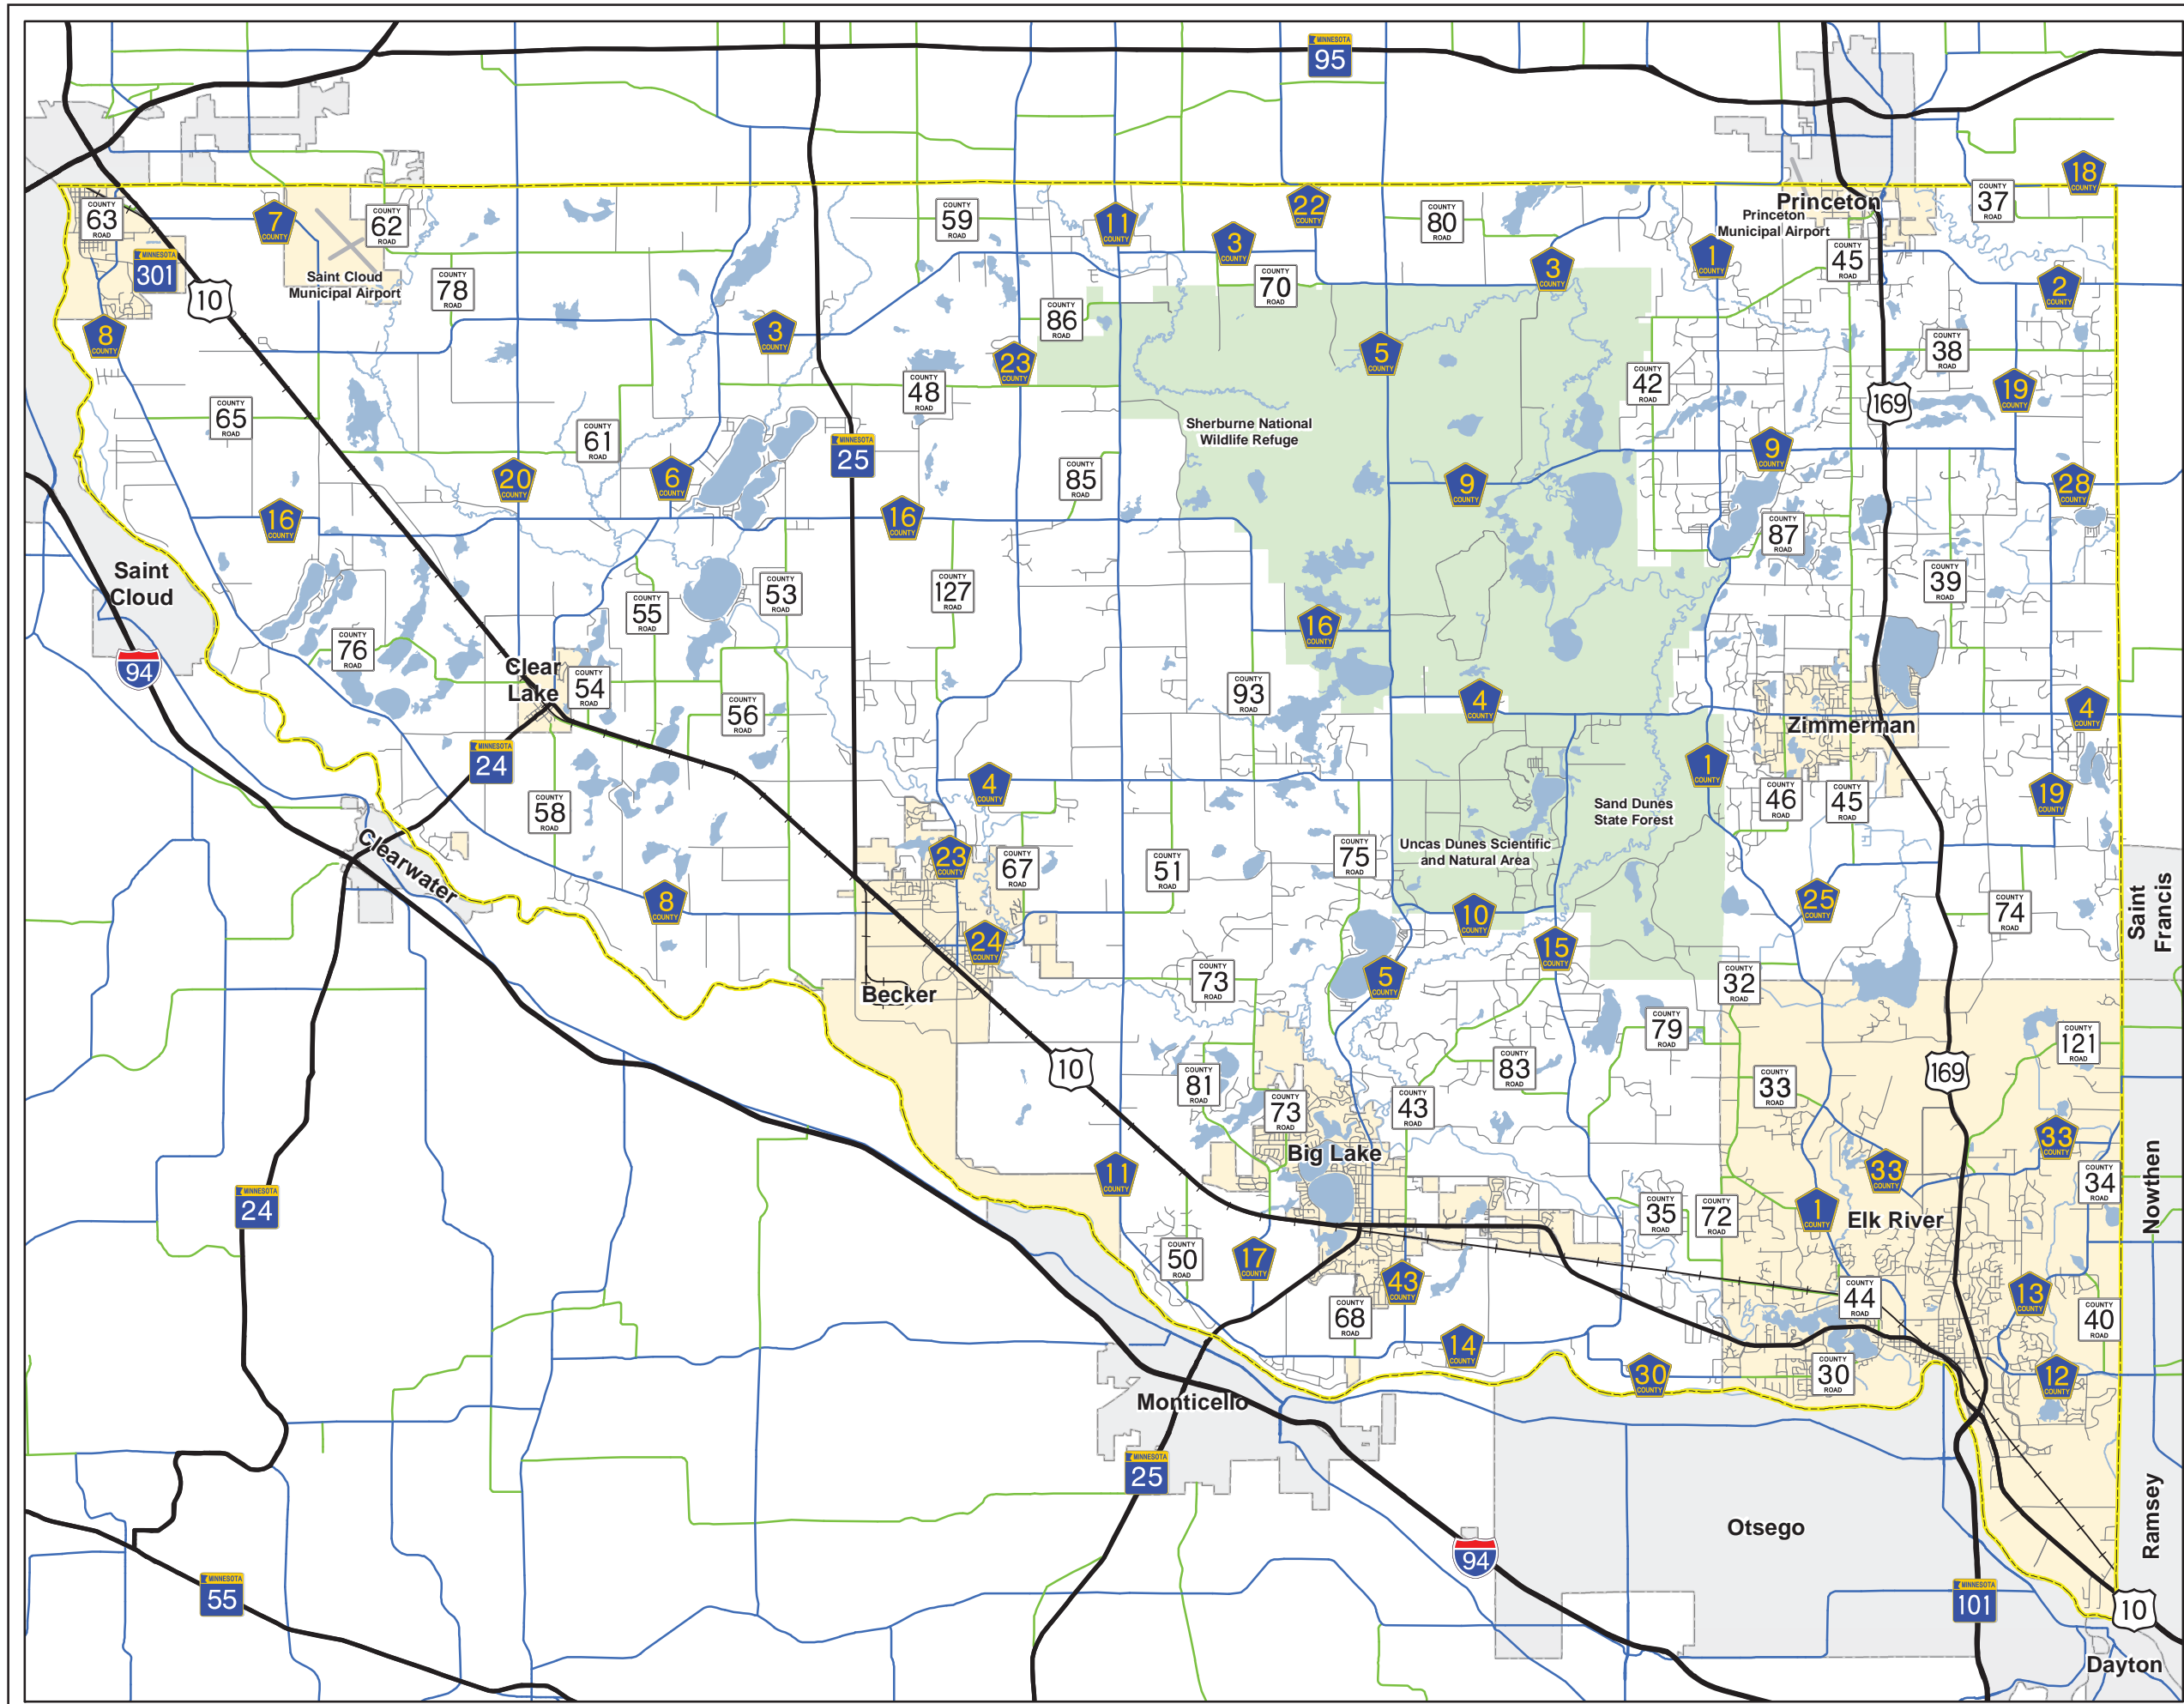 MINNESOTA
95
18
COUNTY
COUNTY
63
ROAD
7
COUNTY
COUNTY
62
ROAD
COUNTY
59
ROAD
11
COUNTY
3
COUNTY
22
COUNTY
COUNTY
80
ROAD
Princeton
Princeton
Municipal Airport
COUNTY
37
ROAD
MINNESOTA
301
10
Saint Cloud
Municipal Airport
COUNTY
78
ROAD
COUNTY
70
ROAD
3
COUNTY
1
COUNTY
COUNTY
45
ROAD
2
COUNTY
8
COUNTY
3
COUNTY
COUNTY
86
ROAD
23
COUNTY
5
COUNTY
COUNTY
38
ROAD
COUNTY
65
ROAD
COUNTY
61
ROAD
COUNTY
48
ROAD
COUNTY
42
ROAD
169
19
COUNTY
Sherburne National
Wildlife Refuge
MINNESOTA
25
9
COUNTY
20
COUNTY
6
COUNTY
COUNTY
85
ROAD
9
COUNTY
28
COUNTY
16
COUNTY
16
COUNTY
COUNTY
87
ROAD
Saint
Cloud
COUNTY
55
ROAD
COUNTY
53
ROAD
COUNTY
127
ROAD
COUNTY
39
ROAD
COUNTY
76
ROAD
16
COUNTY
94
Clear
Lake
COUNTY
54
ROAD
COUNTY
56
ROAD
COUNTY
93
ROAD
4
COUNTY
4
COUNTY
Zimmerman
MINNESOTA
24
4
COUNTY
1
COUNTY
COUNTY
58
ROAD
COUNTY
46
ROAD
COUNTY
45
ROAD
19
COUNTY
Sand Dunes
State Forest
Clearwater
23
COUNTY
COUNTY
67
ROAD
COUNTY
51
ROAD
COUNTY
75
ROAD
Uncas Dunes Scientific
and Natural Area
8
COUNTY
10
COUNTY
25
COUNTY
COUNTY
74
ROAD
Saint
Francis
24
COUNTY
15
COUNTY
Becker
COUNTY
73
ROAD
5
COUNTY
COUNTY
32
ROAD
COUNTY
79
ROAD
COUNTY
121
ROAD
10
COUNTY
81
ROAD
COUNTY
83
ROAD
169
COUNTY
73
ROAD
COUNTY
43
ROAD
COUNTY
33
ROAD
Big Lake
33
COUNTY
11
COUNTY
33
COUNTY
COUNTY
34
ROAD
Nowthen
MINNESOTA
24
COUNTY
35
ROAD
COUNTY
72
ROAD
1
COUNTY
Elk River
COUNTY
50
ROAD
17
COUNTY
43
COUNTY
COUNTY
44
ROAD
13
COUNTY
COUNTY
68
ROAD
COUNTY
40
ROAD
14
COUNTY
30
COUNTY
COUNTY
30
ROAD
12
COUNTY
Monticello
MINNESOTA
25
Otsego
Ramsey
94
MINNESOTA
55
MINNESOTA
101
10
Dayton